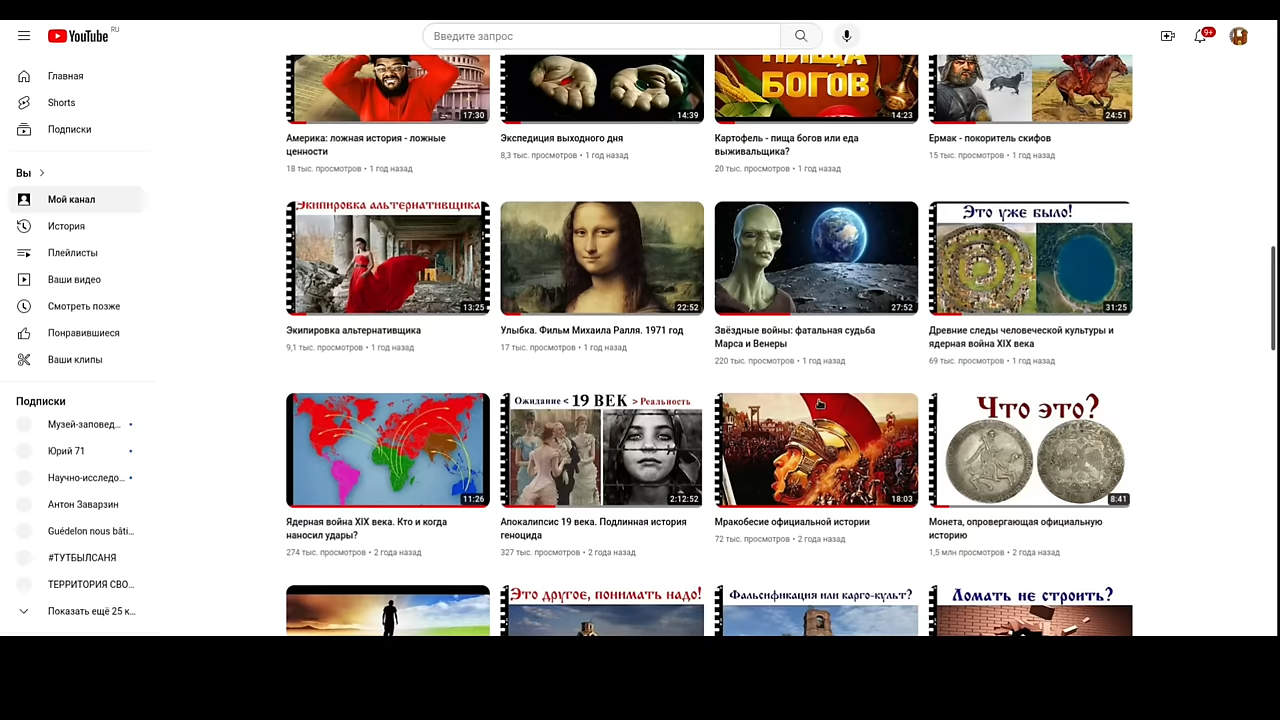 YouTube RU
Введите запрос
9+
Главная
Shorts
Подписки
Вы
Мой канал
История
Плейлисты
Ваши видео
Смотреть позже
Понравившиеся
Ваши клипы
Подписки
Музей-заповед...
Юрий 71
Научно-исследо...
Антон Заварзин
Guédelon nous bâti...
#ТУТБЫЛСАНЯ
ТЕРРИТОРИЯ СВО...
Показать ещё 25 к...
17:30
Америка: ложная история - ложные
ценности
18 тыс. просмотров • 1 год назад
14:39
Экспедиция выходного дня
8,3 тыс. просмотров • 1 год назад
ПИЩА
БОГОВ
14:23
Картофель - пища богов или еда
выживальщика?
20 тыс. просмотров • 1 год назад
24:51
Ермак - покоритель скифов
15 тыс. просмотров • 1 год назад
Экипировка альтернативщика
13:25
Экипировка альтернативщика
9,1 тыс. просмотров • 1 год назад
22:52
Улыбка. Фильм Михаила Ралля. 1971 год
17 тыс. просмотров • 1 год назад
27:52
Звёздные войны: фатальная судьба
Марса и Венеры
220 тыс. просмотров • 1 год назад
Это уже было!
31:25
Древние следы человеческой культуры и
ядерная война XIX века
69 тыс. просмотров • 1 год назад
11:26
Ядерная война XIX века. Кто и когда
наносил удары?
274 тыс. просмотров • 2 года назад
Ожидание < 19 ВЕК > Реальность
2:12:52
Апокалипсис 19 века. Подлинная история
геноцида
327 тыс. просмотров • 2 года назад
18:03
Мракобесие официальной истории
72 тыс. просмотров • 2 года назад
Что это?
8:41
Монета, опровергающая официальную
историю
1,5 млн просмотров • 2 года назад
Это другое, понимать надо!
Фальсификация или карго-культ?
Ломать не строить?